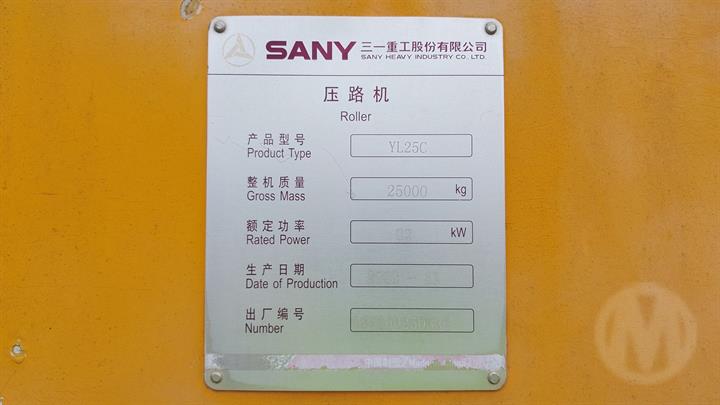 SANY 三一重工股份有限公司
SANY HEAVY INDUSTRY CO., LTD.
压路机
Roller
产品型号
Product Type YL25C
整机质量
Gross Mass 25000 kg
额定功率
Rated Power kW
生产日期
Date of Production
出厂编号
Number
M